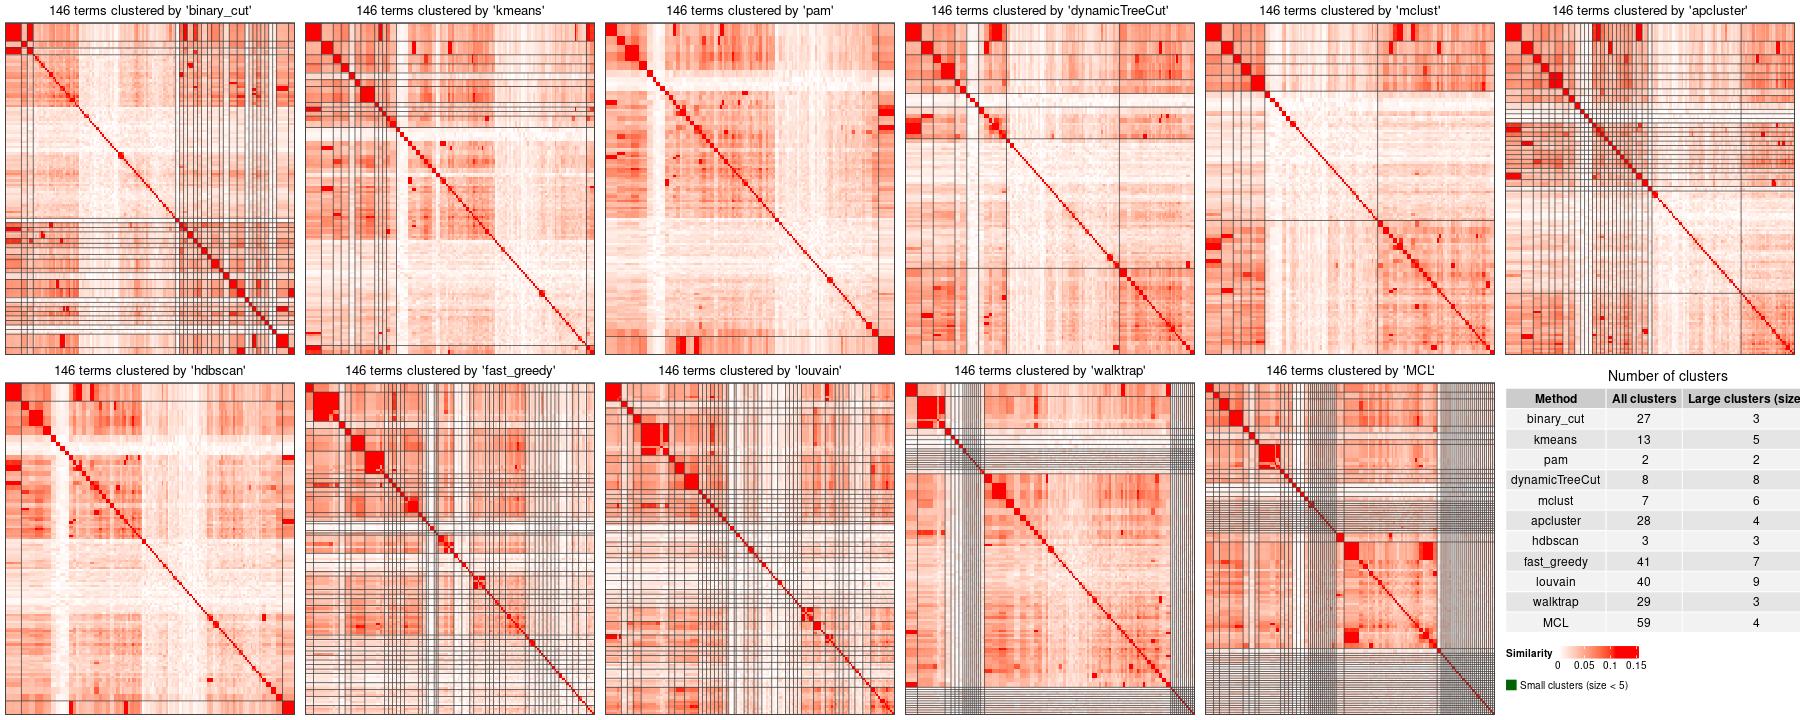 146 terms clustered by 'binary_cut'
146 terms clustered by 'kmeans'
146 terms clustered by 'pam'
146 terms clustered by 'dynamicTreeCut'
146 terms clustered by 'mclust'
146 terms clustered by 'apcluster'
146 terms clustered by 'hdbscan'
146 terms clustered by 'fast_greedy'
146 terms clustered by 'louvain'
146 terms clustered by 'walktrap'
146 terms clustered by 'MCL'
Number of clusters
Method All clusters Large clusters (size
binary_cut 27 3
kmeans 13 5
pam 2 2
dynamicTreeCut 8 8
mclust 7 6
apcluster 28 4
hdbscan 3 3
fast_greedy 41 7
louvain 40 9
walktrap 29 3
MCL 59 4
Similarity
0 0.05 0.1 0.15
Small clusters (size < 5)